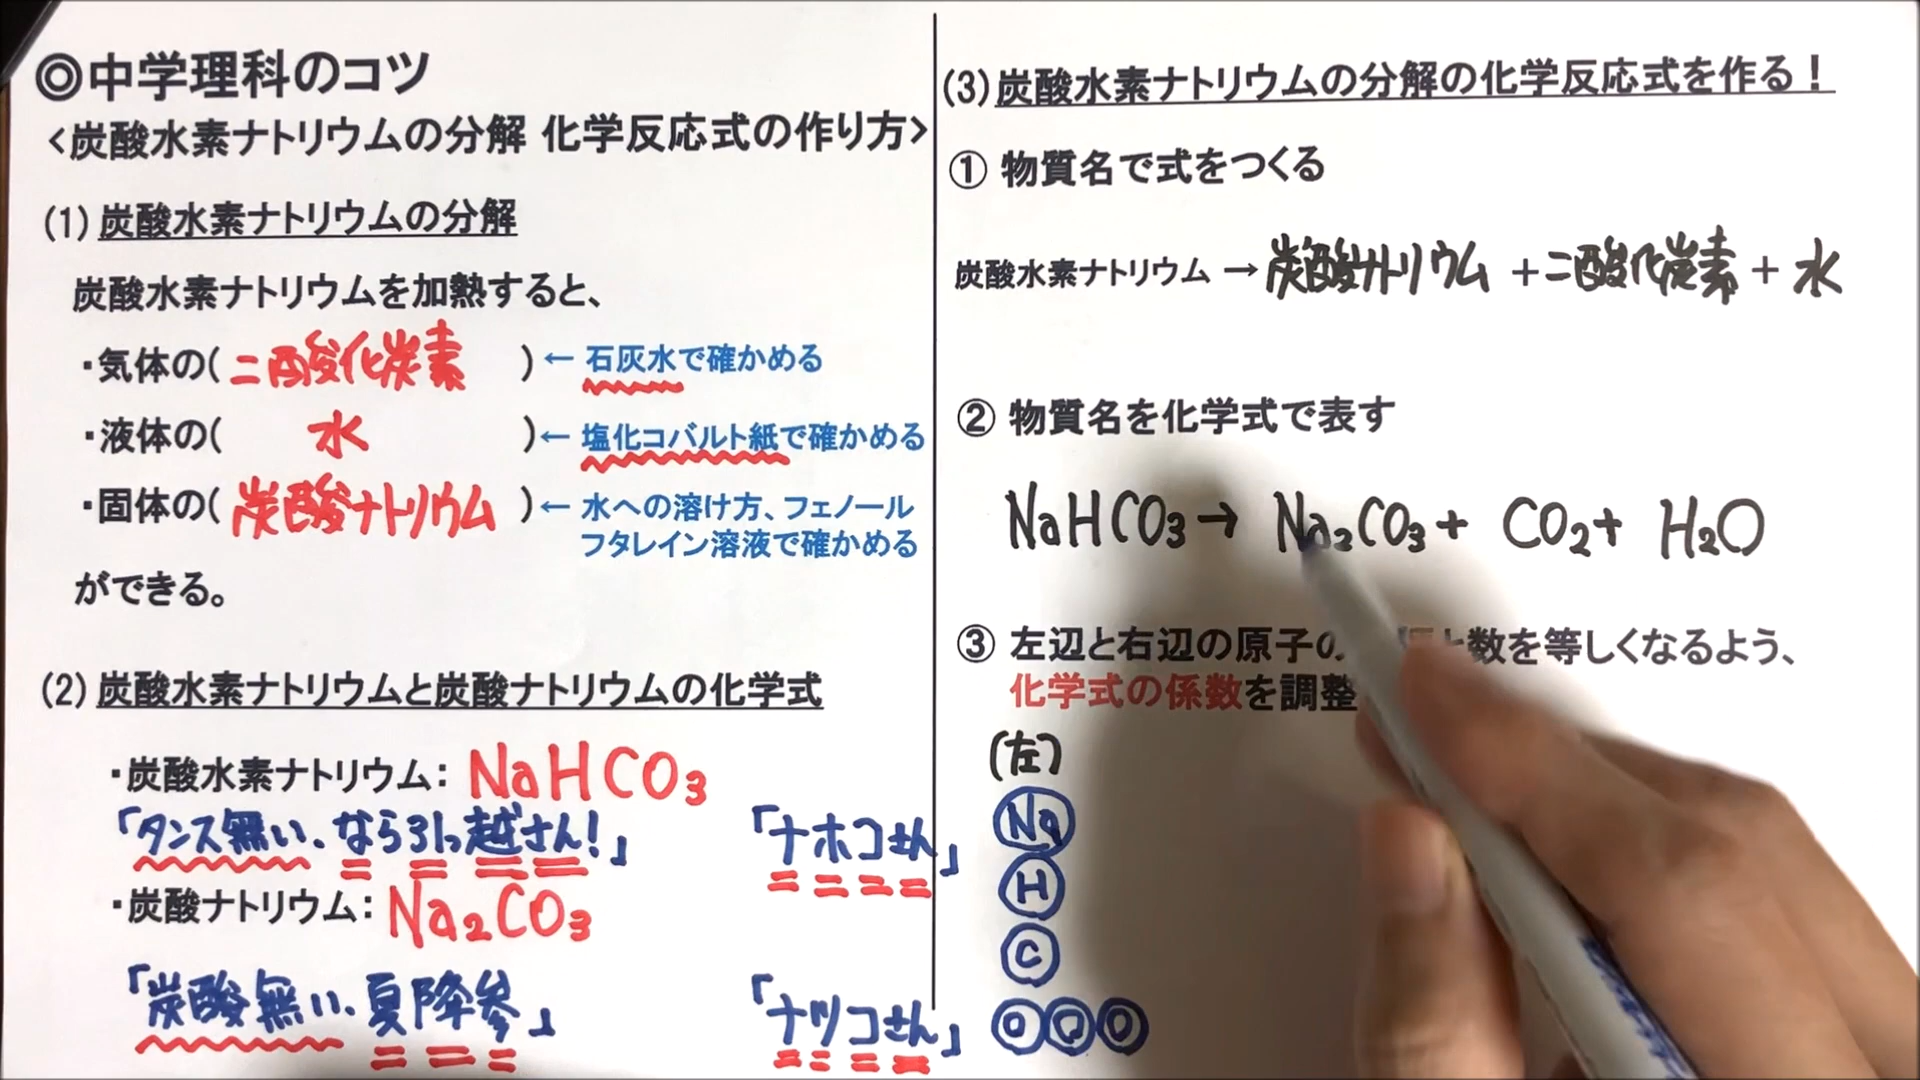 ◎中学理科のコツ
<炭酸水素ナトリウムの分解 化学反応式の作り方>
(1) 炭酸水素ナトリウムの分解
炭酸水素ナトリウムを加熱すると、
・気体の( 二酸化炭素 ) ← 石灰水で確かめる
・液体の( 水 ) ← 塩化コバルト紙で確かめる
・固体の( 炭酸ナトリウム ) ← 水への溶け方、フェノール
フタレイン溶液で確かめる
ができる。
(2) 炭酸水素ナトリウムと炭酸ナトリウムの化学式
・炭酸水素ナトリウム: NaHCO₃
「タンス無い、なら引っ越さん!」 「ナホコさん」
・炭酸ナトリウム: Na₂CO₃
「炭酸無い、夏降参」 「ナツコさん」
(3) 炭酸水素ナトリウムの分解の化学反応式を作る!
① 物質名で式をつくる
炭酸水素ナトリウム → 炭酸ナトリウム + 二酸化炭素 + 水
② 物質名を化学式で表す
NaHCO₃ → Na₂CO₃ + CO₂ + H₂O
③ 左辺と右辺の原子の と数を等しくなるよう、
化学式の係数を調整
(左)
Na
H
C
O O O